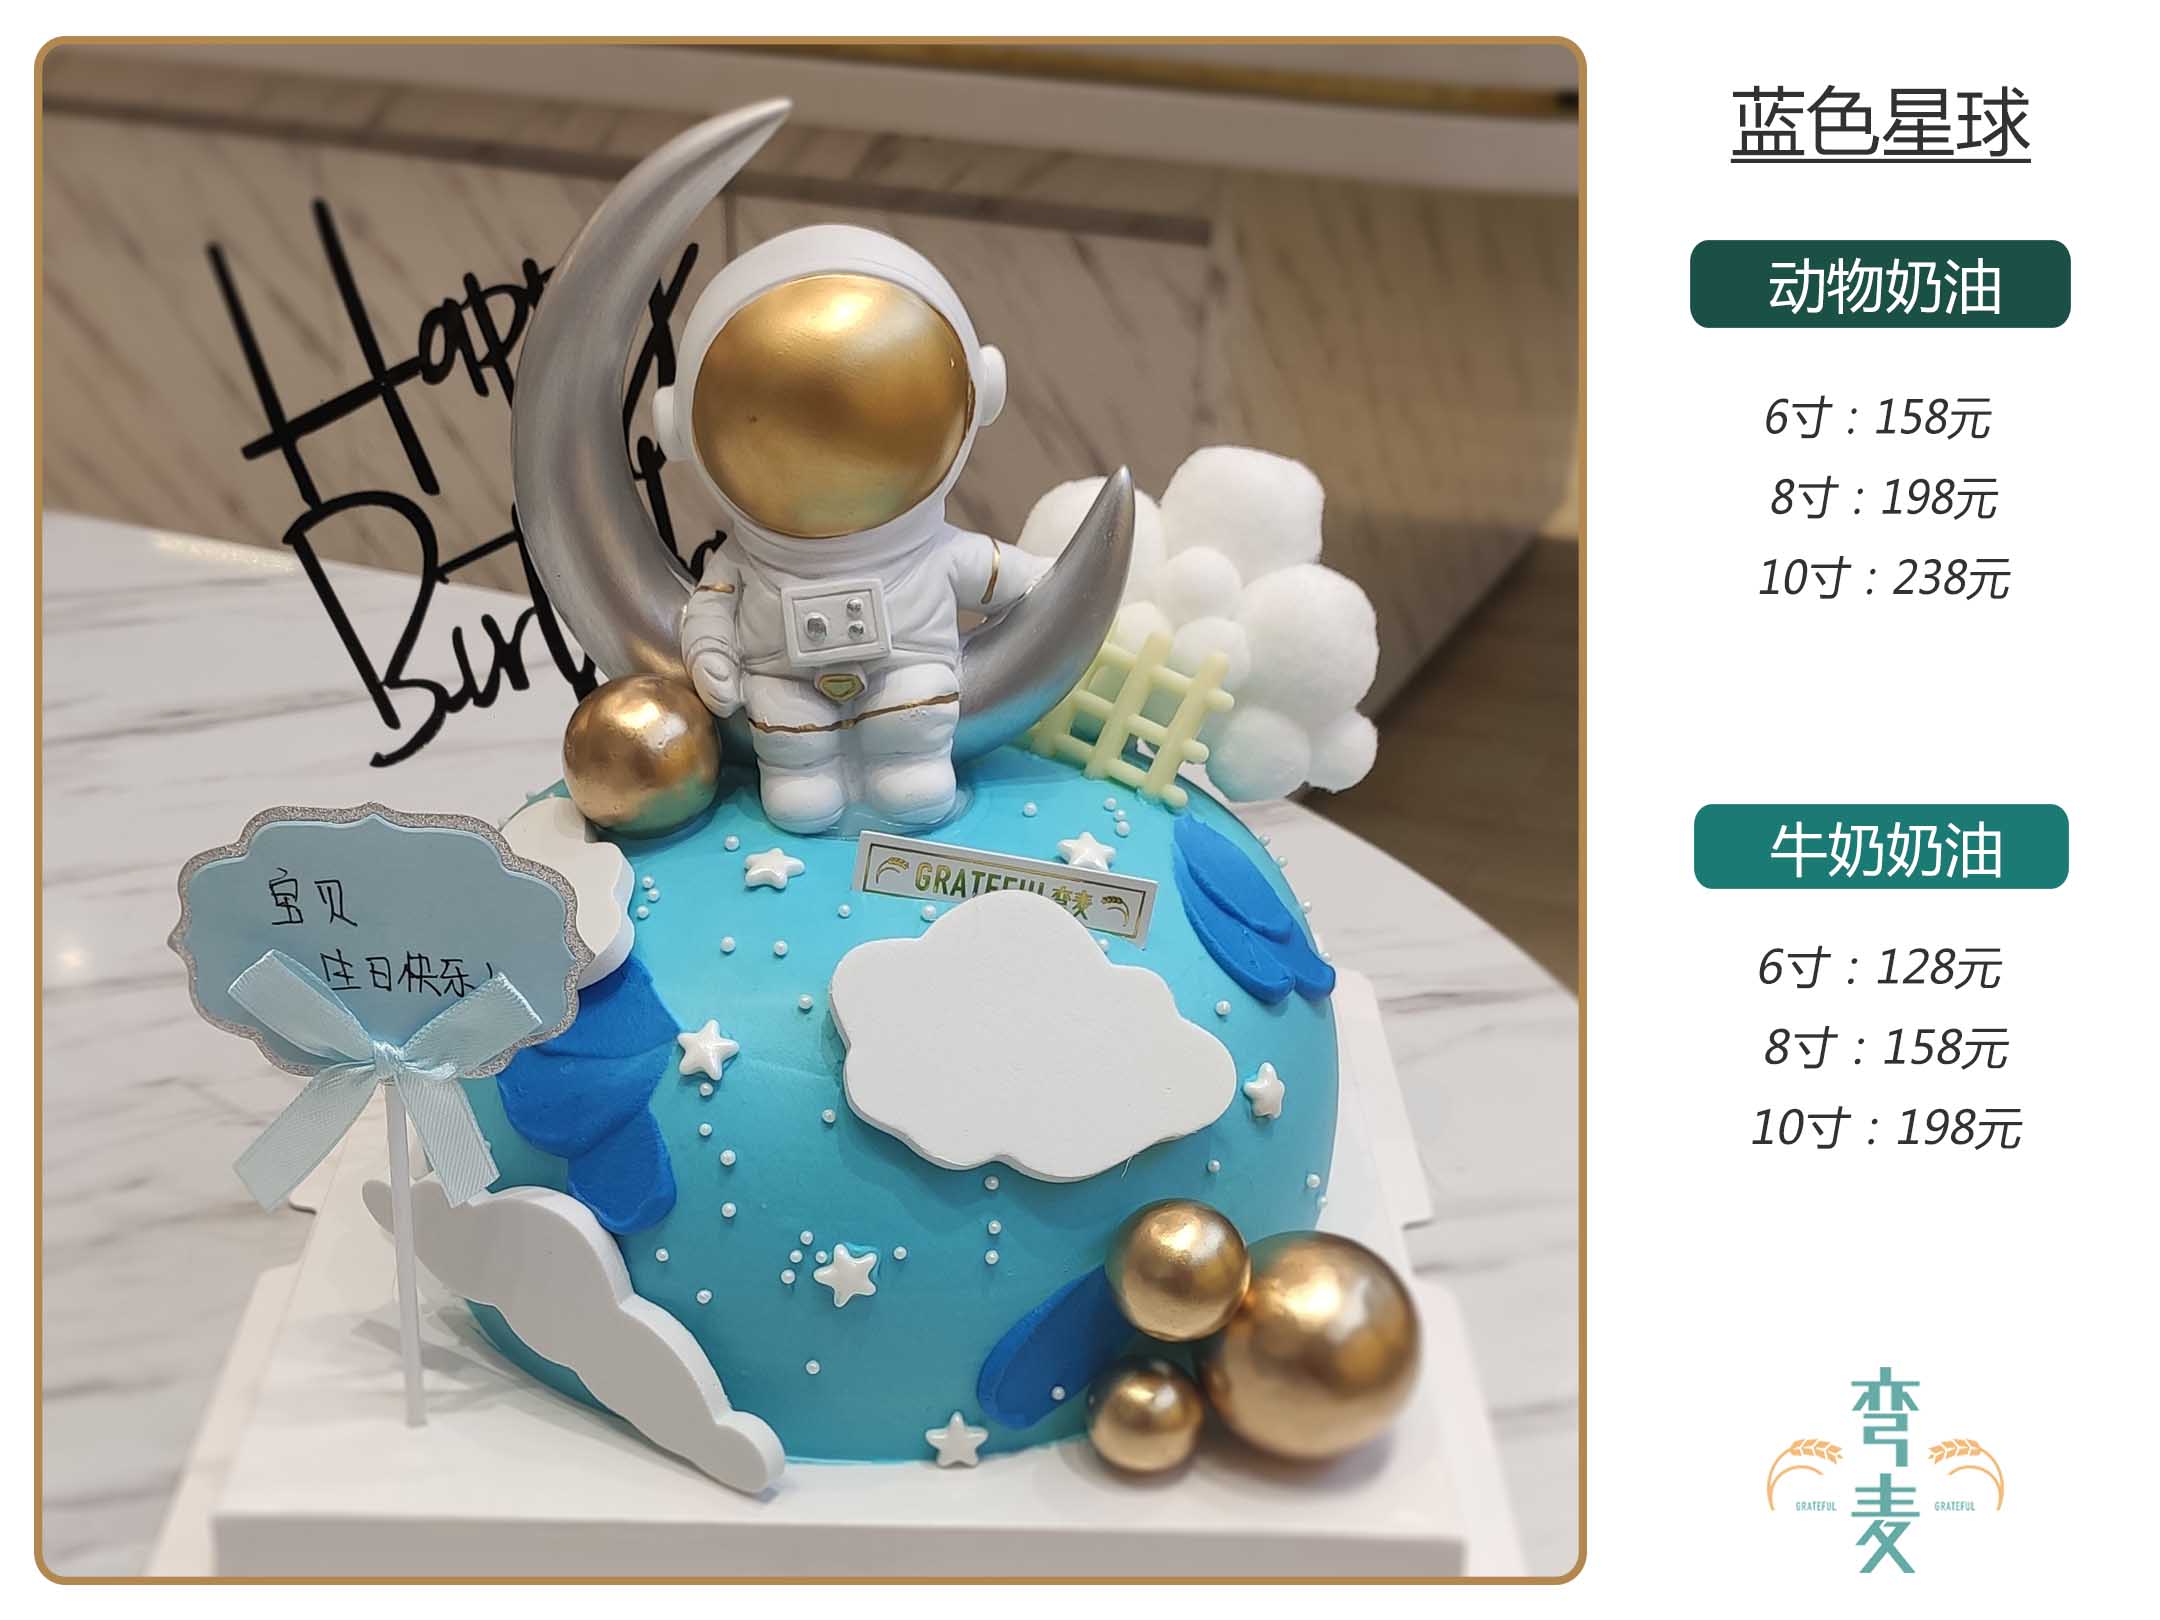 蓝色星球
动物奶油
6寸：158元
8寸：198元
10寸：238元
牛奶奶油
6寸：128元
8寸：158元
10寸：198元
Happy
宝贝
生日快乐！
GRATEFUL 弯麦
弯麦
GRATEFUL
GRATEFUL